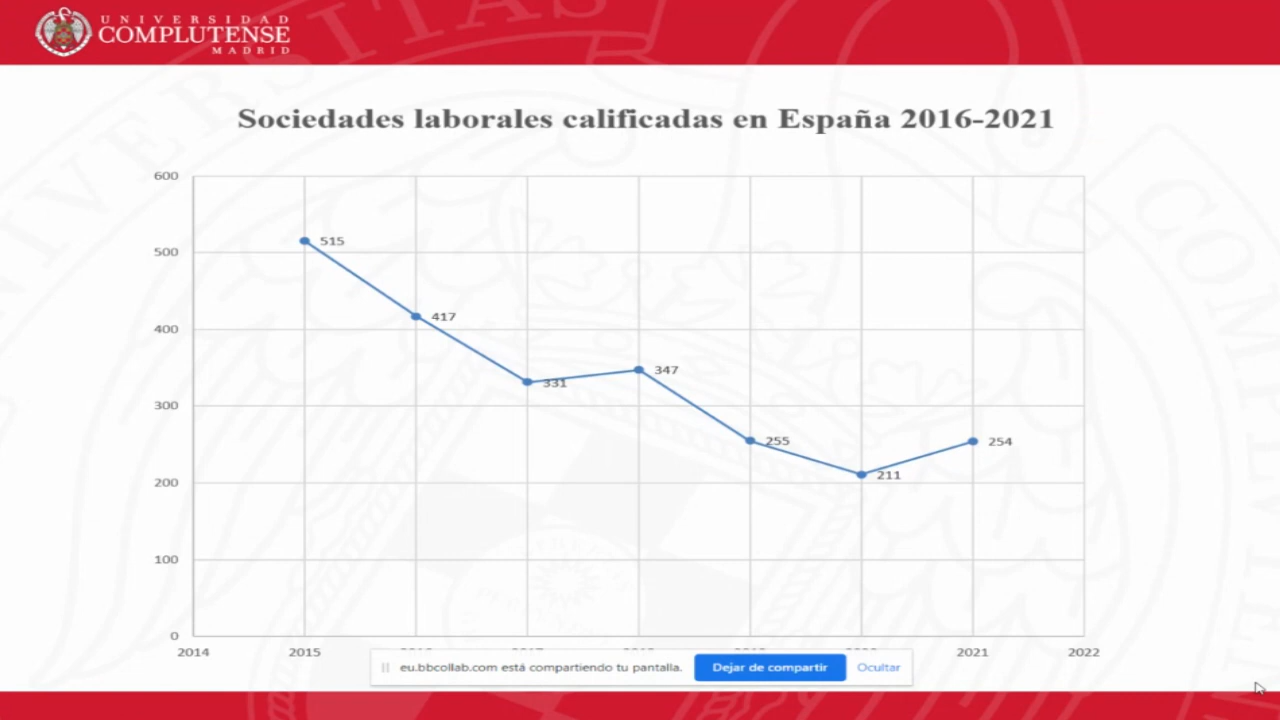 UNIVERSIDAD
COMPLUTENSE
MADRID
Sociedades laborales calificadas en España 2016-2021
600
500
400
300
200
100
0
515
417
331
347
255
211
254
2014
2015
2021
2022
eu.bbcollab.com está compartiendo tu pantalla.
Dejar de compartir
Ocultar